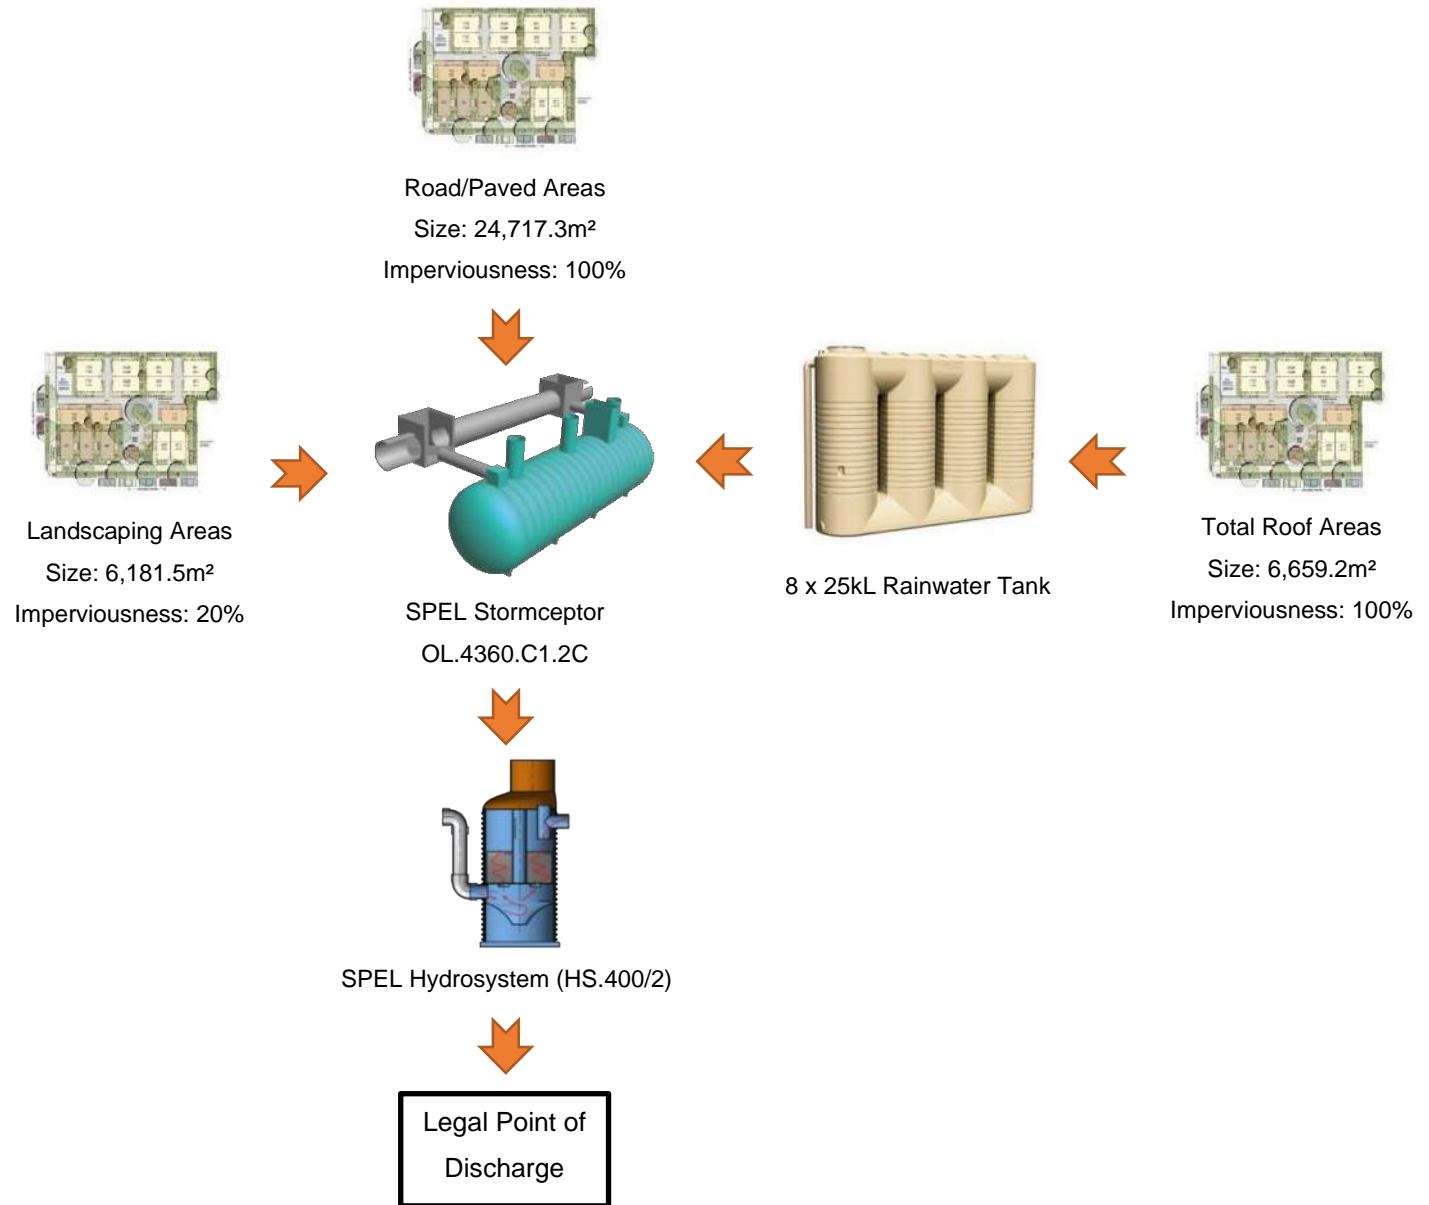 Road/Paved Areas
Size: 24,717.3m²
Imperviousness: 100%
Landscaping Areas
Size: 6,181.5m²
Imperviousness: 20%
SPEL Stormceptor
OL.4360.C1.2C
8 x 25kL Rainwater Tank
Total Roof Areas
Size: 6,659.2m²
Imperviousness: 100%
SPEL Hydrosystem (HS.400/2)
Legal Point of
Discharge